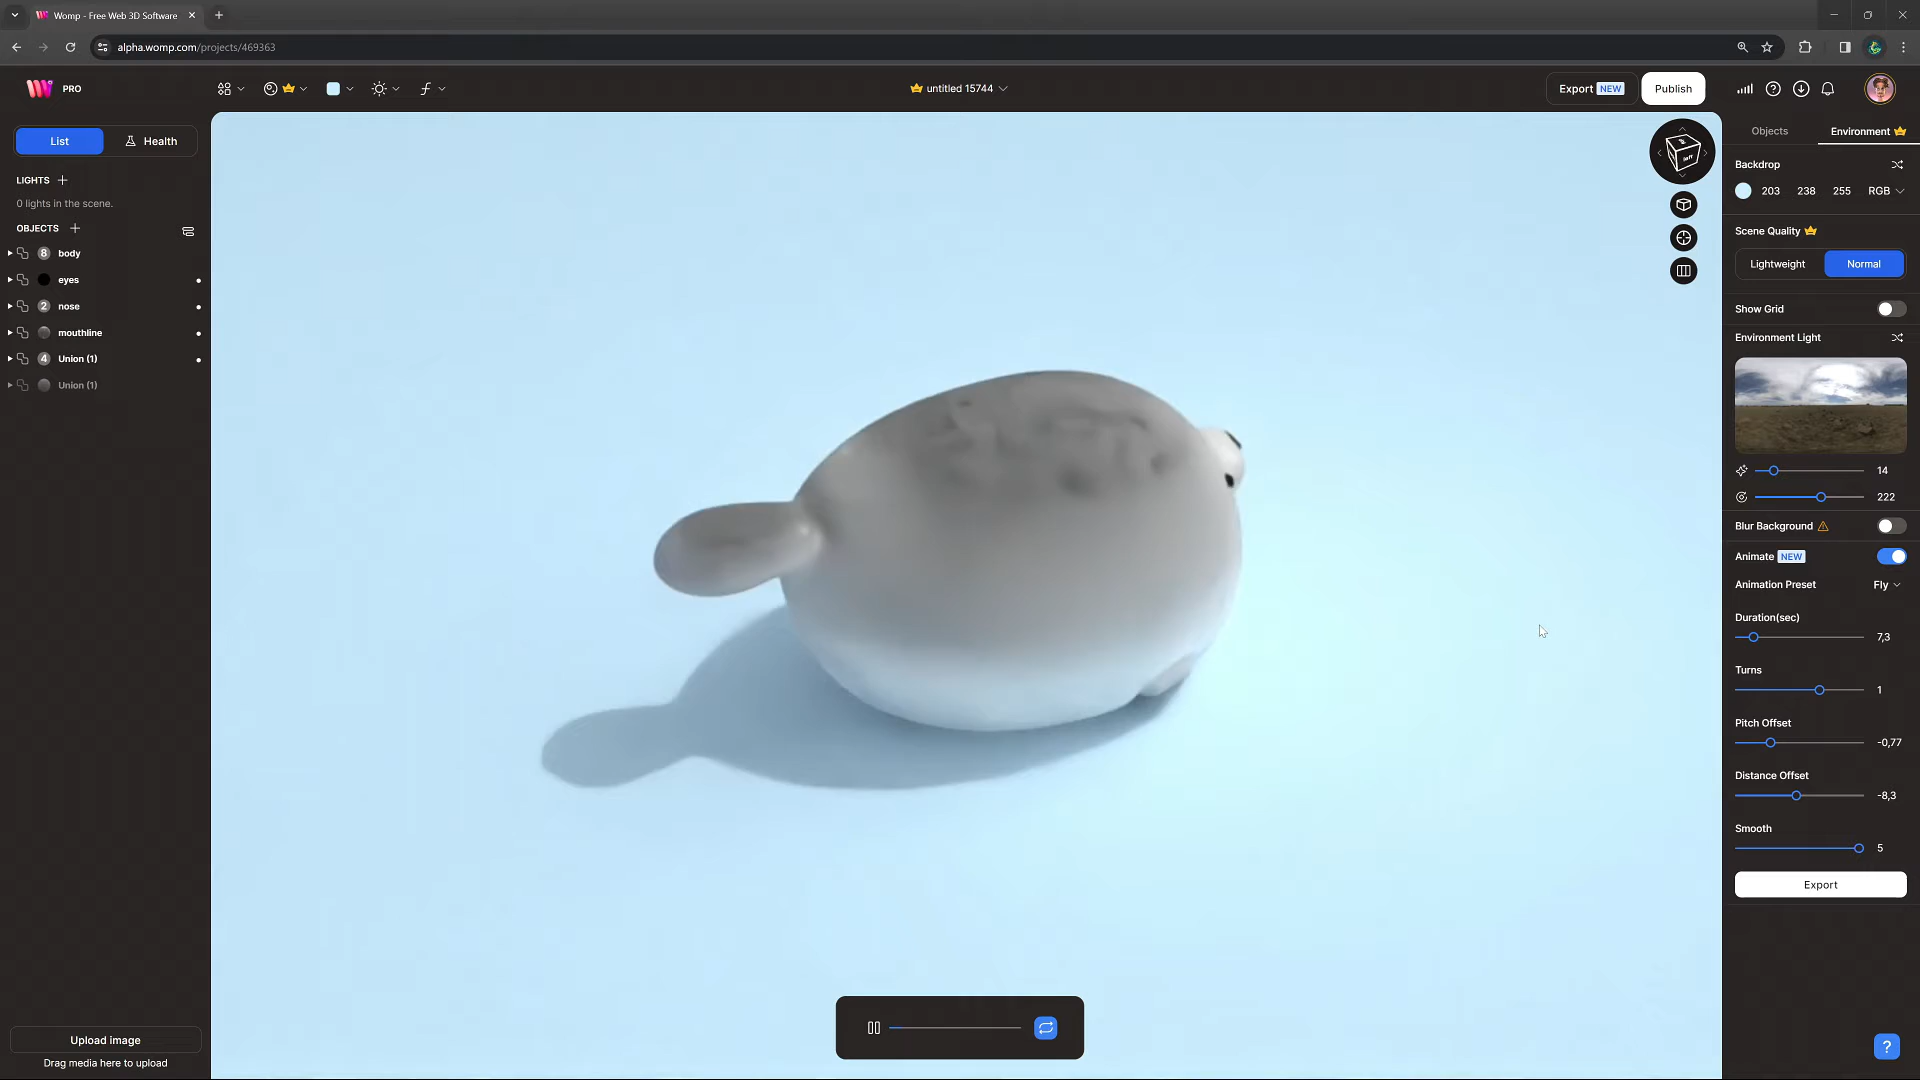 Womp - Free Web 3D Software
alpha.womp.com/projects/469363
PRO
untitled 15744
Export NEW
Publish
List
Health
LIGHTS
0 lights in the scene.
OBJECTS
8 body
eyes
2 nose
mouthline
4 Union (1)
Union (1)
Upload image
Drag media here to upload
Objects
Environment
Backdrop
203 238 255 RGB
Scene Quality
Lightweight
Normal
Show Grid
Environment Light
14
222
Blur Background
Animate NEW
Animation Preset Fly
Duration(sec)
7,3
Turns
1
Pitch Offset
-0,77
Distance Offset
-8,3
Smooth
5
Export
?